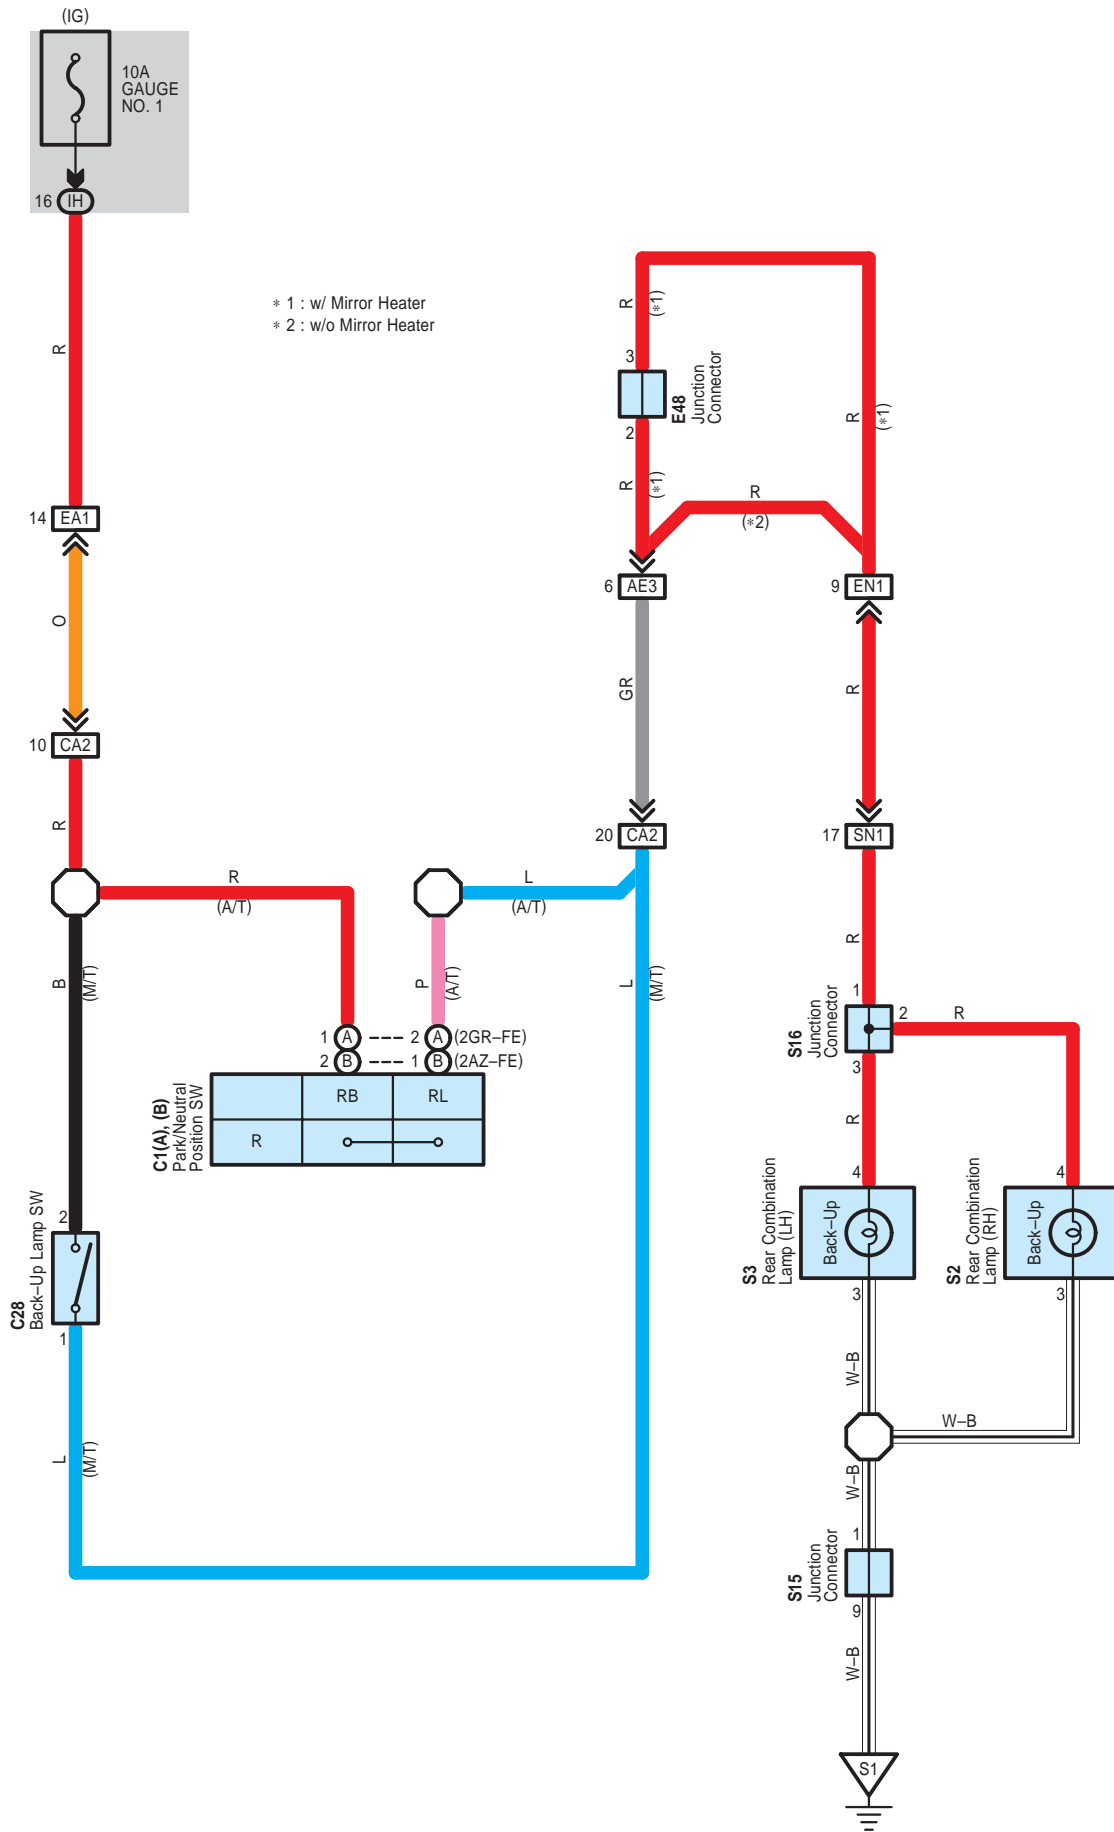 (IG)
10A
GAUGE
NO. 1
16 IH
R
∗ 1 : w/ Mirror Heater
∗ 2 : w/o Mirror Heater
R
(∗1)
3
E48
Junction
Connector
2
R
(∗1)
R
(∗1)
R
(∗2)
14 EA1
O
10 CA2
R
6 AE3
9 EN1
GR
R
20 CA2
17 SN1
R
(A/T)
L
(A/T)
B
(M/T)
P
(A/T)
L
(M/T)
R
1 A 2 A (2GR–FE)
2 B 1 B (2AZ–FE)
C1(A), (B)
Park/Neutral
Position SW
RB RL
R
1
2
R
S16
Junction
Connector
3
R
2
C28
Back–Up Lamp SW
1
L
(M/T)
4
S3
Rear Combination
Lamp (LH)
Back–Up
3
4
S2
Rear Combination
Lamp (RH)
Back–Up
3
W–B
W–B
W–B
1
S15
Junction
Connector
9
W–B
S1